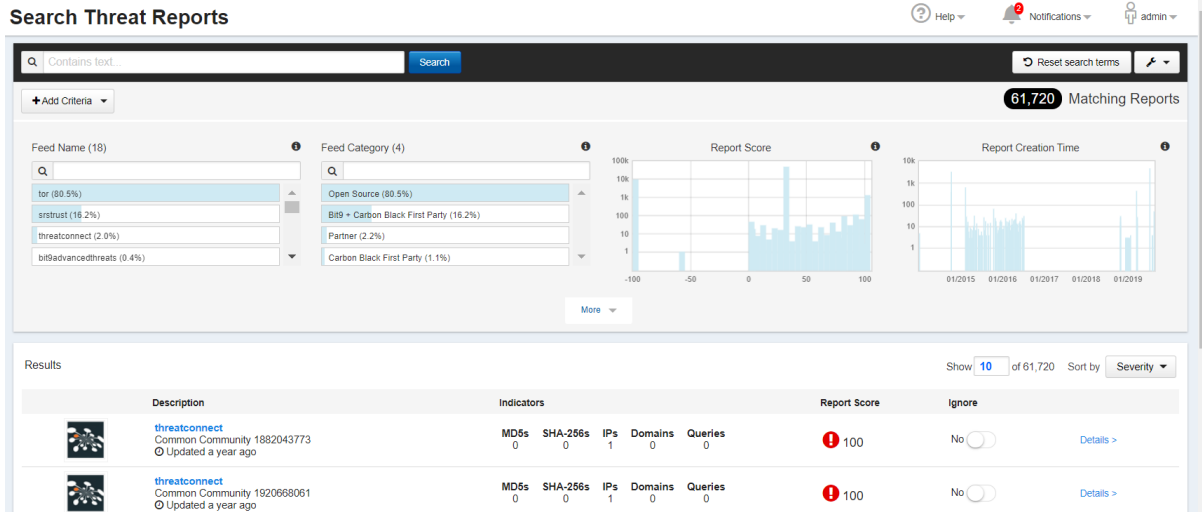 Search Threat Reports
Help
2
Notifications
admin
Contains text...
Search
Reset search terms
+Add Criteria
61,720 Matching Reports
Feed Name (18)
tor (80.5%)
srstrust (16.2%)
threatconnect (2.0%)
bit9advancedthreats (0.4%)
Feed Category (4)
Open Source (80.5%)
Bit9 + Carbon Black First Party (16.2%)
Partner (2.2%)
Carbon Black First Party (1.1%)
Report Score
100k
10k
1k
100
10
1
-100 -50 0 50 100
Report Creation Time
10k
1k
100
10
1
01/2015 01/2016 01/2017 01/2018 01/2019
More
Results
Show 10 of 61,720 Sort by Severity
Description Indicators Report Score Ignore
threatconnect
Common Community 1882043773
Updated a year ago
MD5s SHA-256s IPs Domains Queries
0 0 1 0 0
100
No
Details >
threatconnect
Common Community 1920668061
Updated a year ago
MD5s SHA-256s IPs Domains Queries
0 0 1 0 0
100
No
Details >